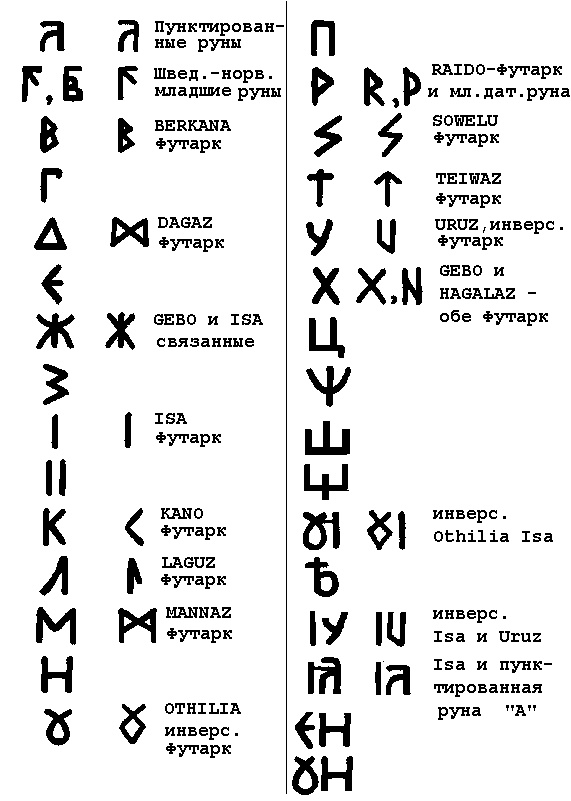 Пунктирован-
ные руны
Швед.-норв.
младшие руны
BERKANA
футарк
DAGAZ
футарк
GEBO и ISA
связанные
ISA
футарк
KANO
футарк
LAGUZ
футарк
MANNAZ
футарк
OTHILIA
инверс.
футарк
RAIDO-футарк
и мл.дат.руна
SOWELU
футарк
TEIWAZ
футарк
URUZ,инверс.
футарк
GEBO и
HAGALAZ -
обе футарк
инверс.
Othilia Isa
инверс.
Isa и Uruz
Isa и пунк-
тированная
руна "А"